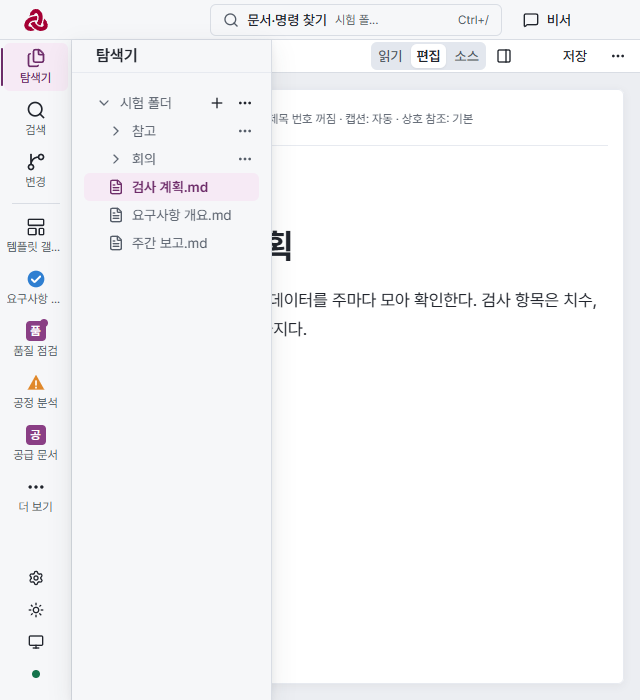 문서·명령 찾기 시험 폴… Ctrl+/
비서
탐색기
검색
변경
템플릿 갤…
요구사항 …
품
품질 점검
공정 분석
공
공급 문서
더 보기
탐색기
시험 폴더
참고
회의
검사 계획.md
요구사항 개요.md
주간 보고.md
읽기 편집 소스
저장
제목 번호 꺼짐 · 캡션: 자동 · 상호 참조: 기본
획
데이터를 주마다 모아 확인한다. 검사 항목은 치수,
지다.